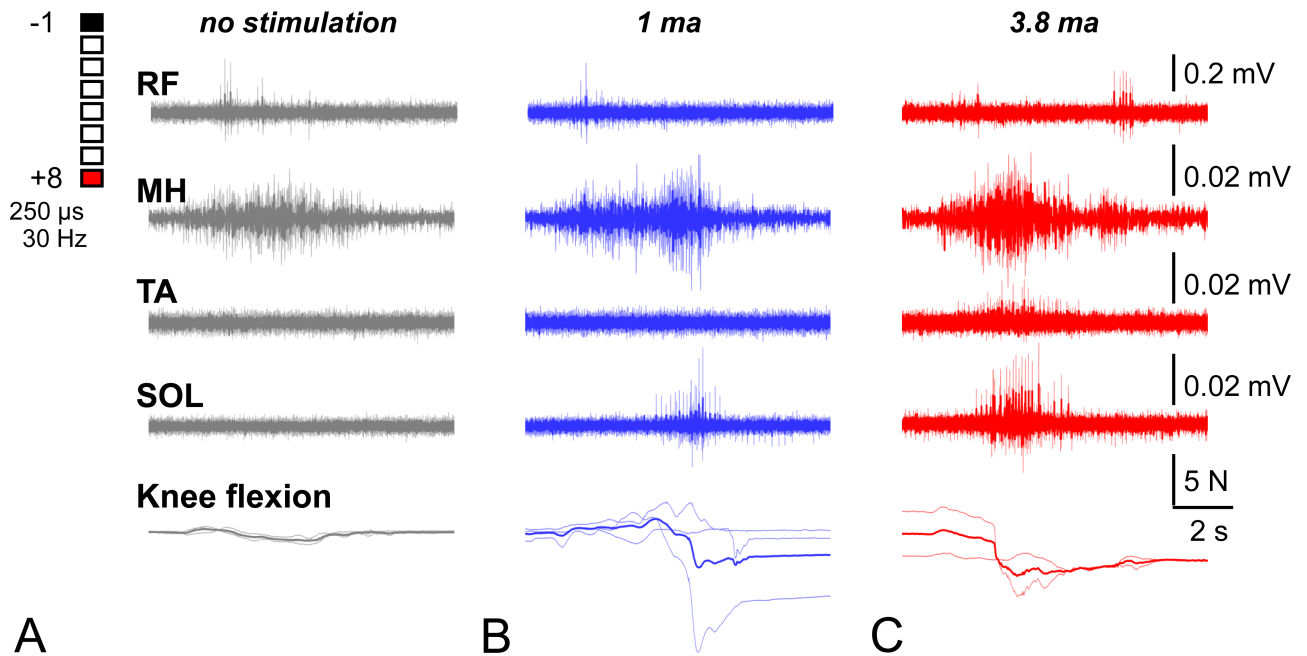 -1
no stimulation
1 ma
3.8 ma
RF
0.2 mV
+8
250 µs
30 Hz
MH
0.02 mV
TA
0.02 mV
SOL
0.02 mV
Knee flexion
5 N
2 s
A
B
C